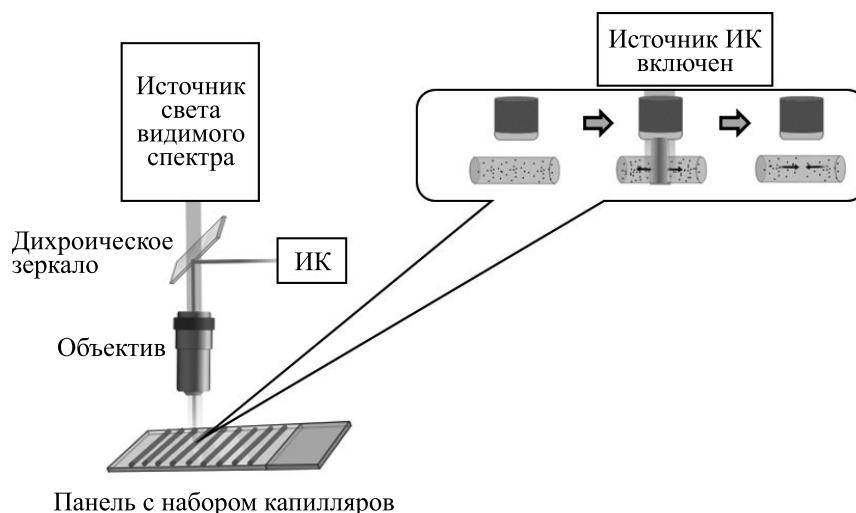 Источник
света
видимого
спектра
Источник ИК
включен
Дихроическое
зеркало
ИК
Объектив
Панель с набором капилляров